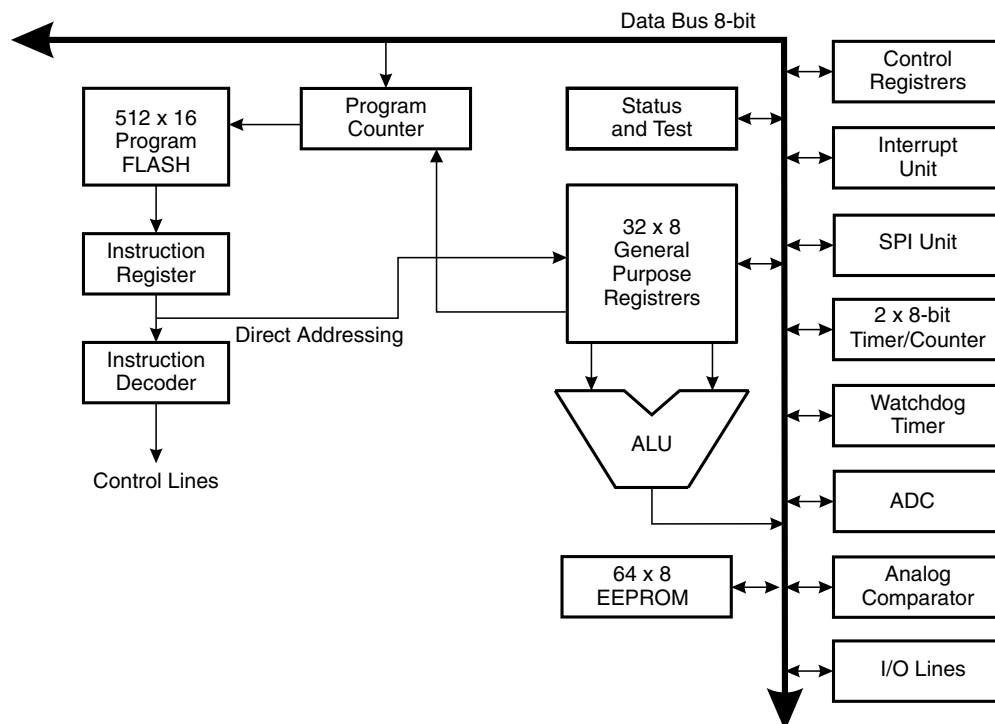 Data Bus 8-bit
512 x 16
Program
FLASH
Program
Counter
Status
and Test
Control
Registrers
Interrupt
Unit
Instruction
Register
32 x 8
General
Purpose
Registrers
SPI Unit
Direct Addressing
2 x 8-bit
Timer/Counter
Instruction
Decoder
Watchdog
Timer
ALU
Control Lines
ADC
64 x 8
EEPROM
Analog
Comparator
I/O Lines